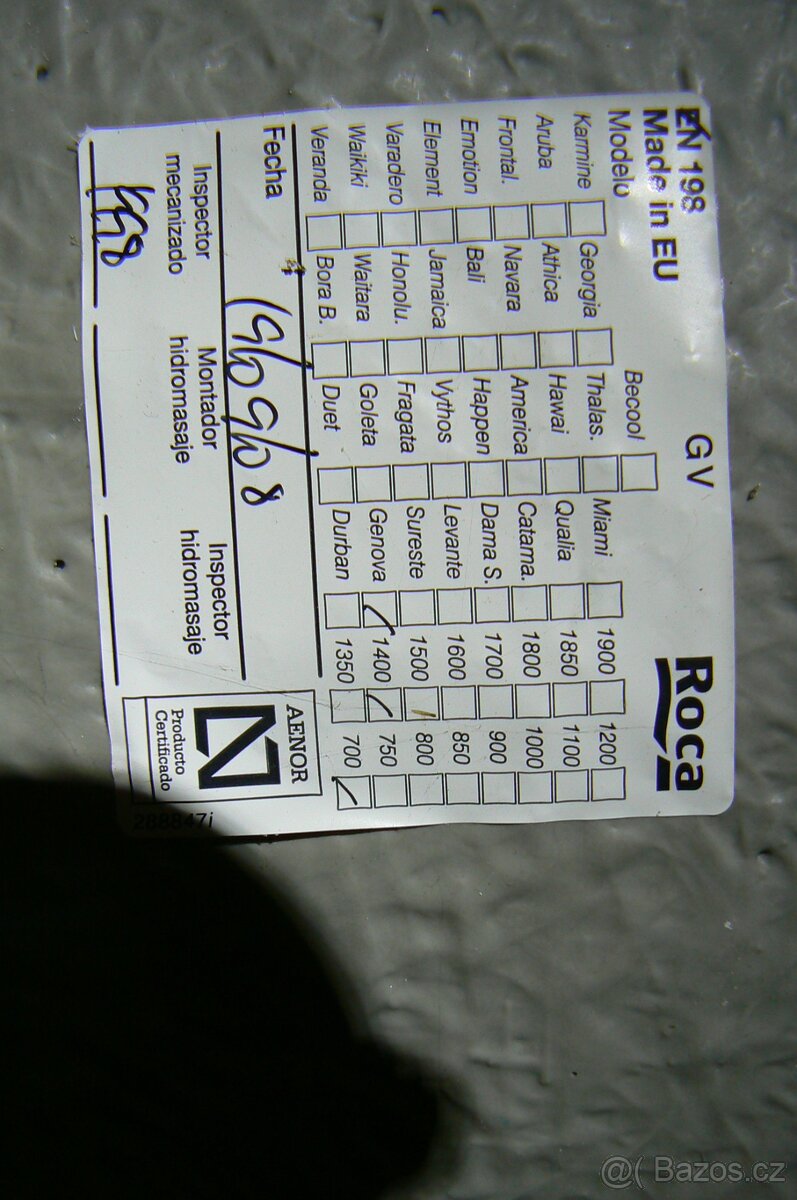 EN 198 GV Roca
Made in EU
Modelo Becool
Karmine Georgia Thalas. Miami 1900 1200
Aruba Athica Hawai Qualia 1850 1100
Frontal. Navara America Catama. 1800 1000
Emotion Bali Happen Dama S. 1700 900
Element Jamaica Vythos Levante 1600 850
Varadero Honolu. Fragata Sureste 1500 800
Waikiki Waitara Goleta Genova 1400 750
Veranda Bora B. Duet Durban 1350 700
Fecha
AENOR
Producto
Certificado
Inspector mecanizado
Montador hidromasaje
Inspector hidromasaje
288847i
@( Bazos.cz